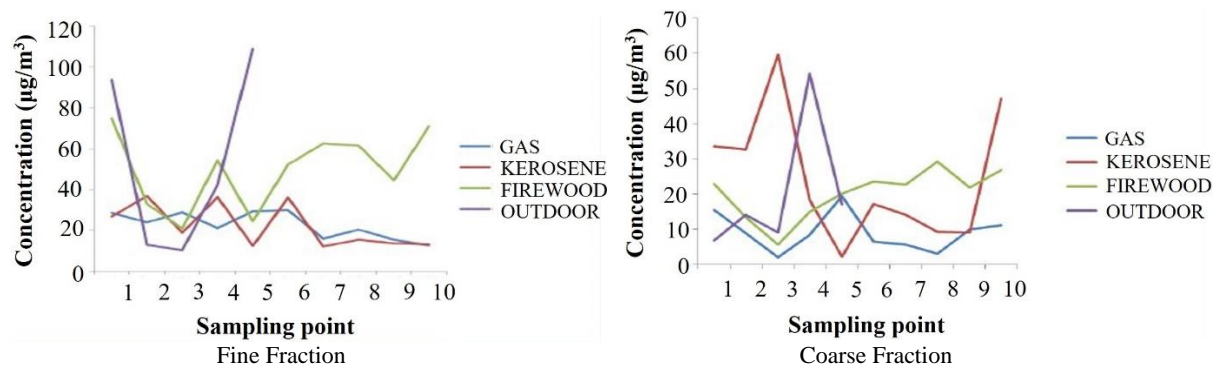 120
100
80
60
40
20
0
Concentration (µg/m³)
1 2 3 4 5 6 7 8 9 10
Sampling point
GAS
KEROSENE
FIREWOOD
OUTDOOR
Fine Fraction
70
60
50
40
30
20
10
0
Concentration (µg/m³)
1 2 3 4 5 6 7 8 9 10
Sampling point
GAS
KEROSENE
FIREWOOD
OUTDOOR
Coarse Fraction